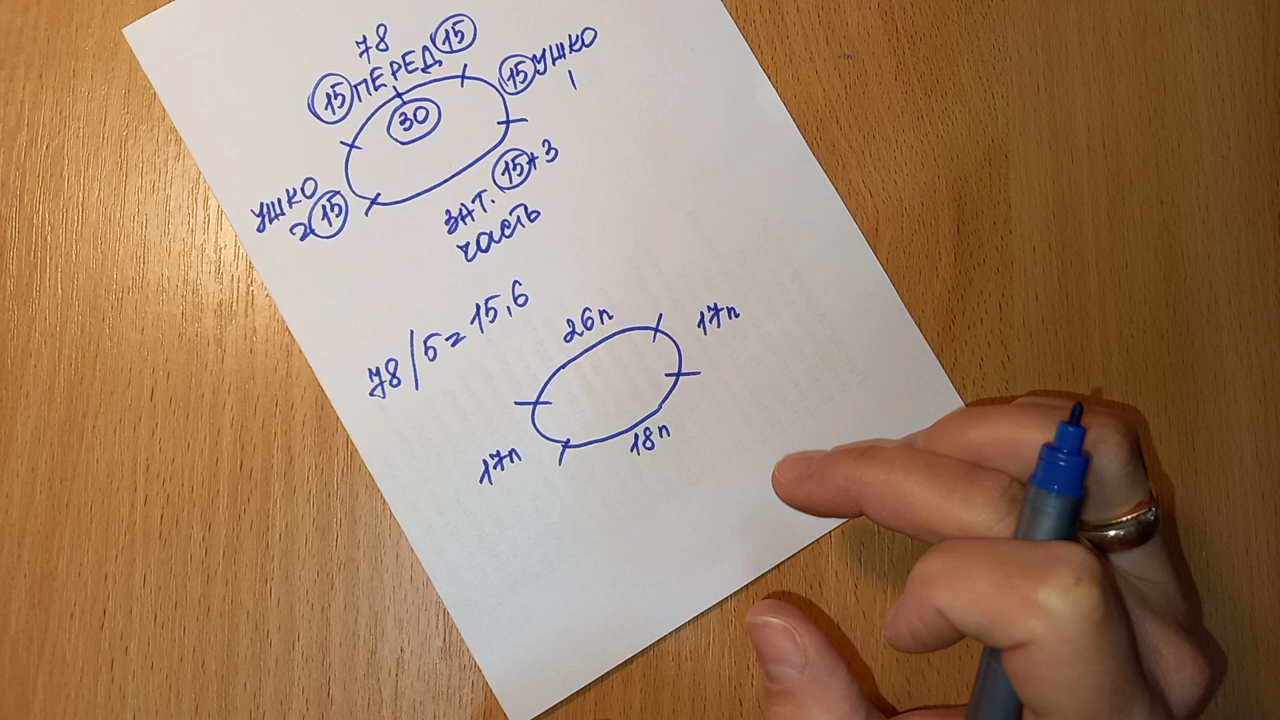 78
15 ПЕРЕД 15
30
15 УШКО
1
УШКО
2 15
ЗАТ. 15+3
часть
78/5=15,6
26п
17п
17п
18п